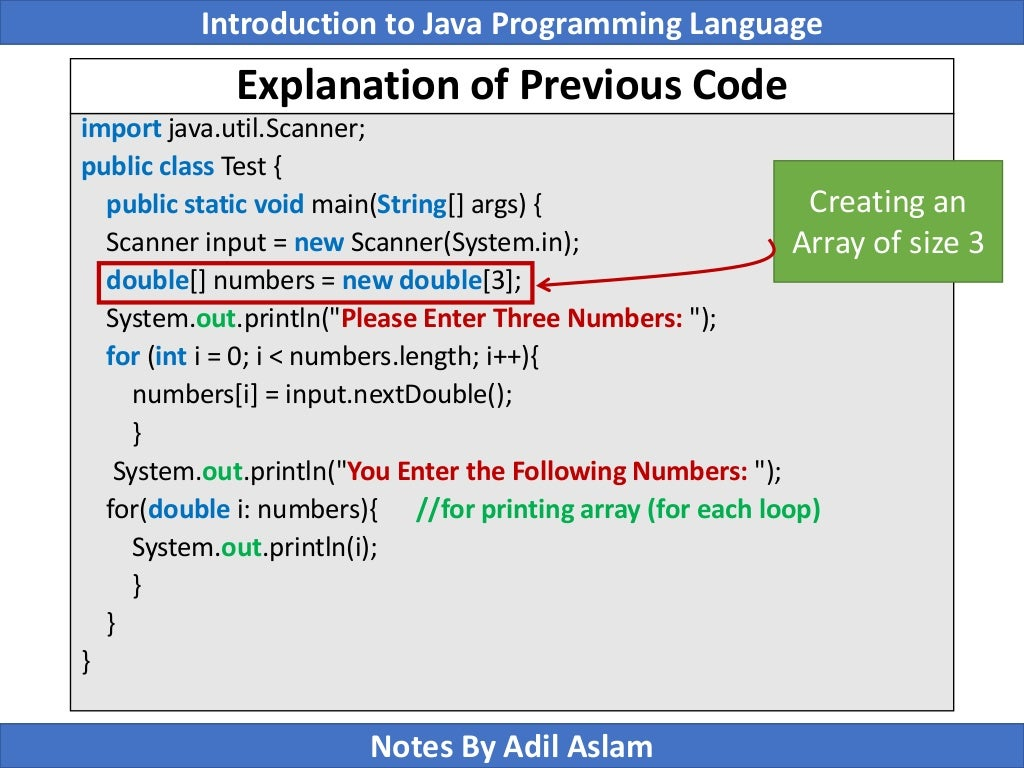 Introduction to Java Programming Language
Explanation of Previous Code
import java.util.Scanner;
public class Test {
public static void main(String[] args) {
Scanner input = new Scanner(System.in);
double[] numbers = new double[3];
System.out.println("Please Enter Three Numbers: ");
for (int i = 0; i < numbers.length; i++){
numbers[i] = input.nextDouble();
}
System.out.println("You Enter the Following Numbers: ");
for(double i: numbers){ //for printing array (for each loop)
System.out.println(i);
}
}
}
Creating an
Array of size 3
Notes By Adil Aslam